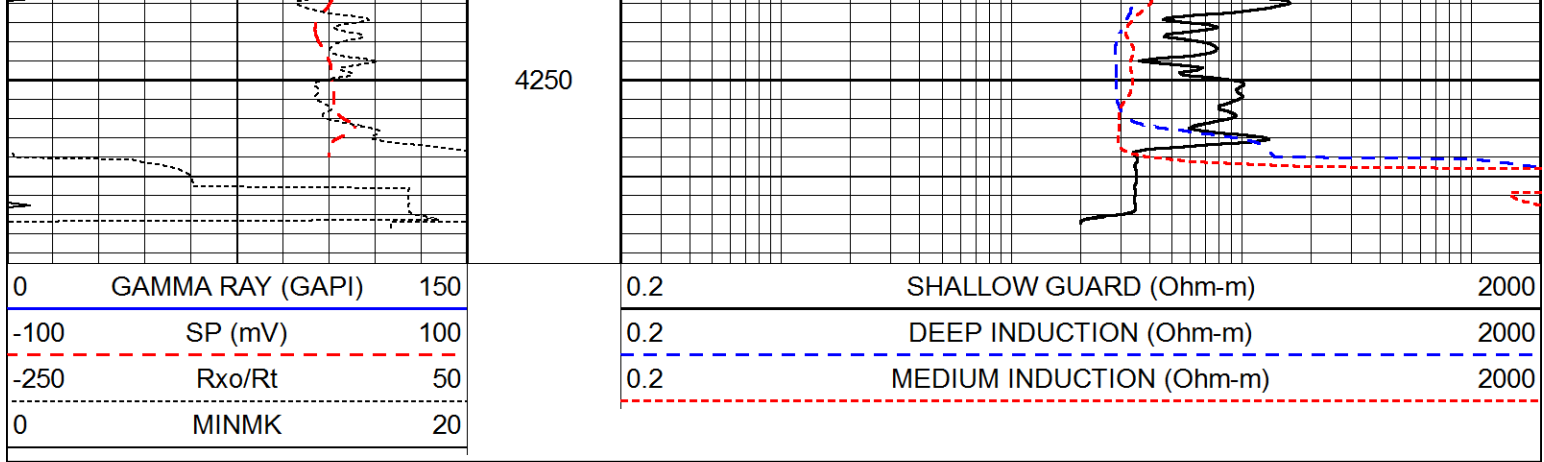 4250
0 GAMMA RAY (GAPI) 150
0.2 SHALLOW GUARD (Ohm-m) 2000
-100 SP (mV) 100
0.2 DEEP INDUCTION (Ohm-m) 2000
-250 Rxo/Rt 50
0.2 MEDIUM INDUCTION (Ohm-m) 2000
0 MINMK 20